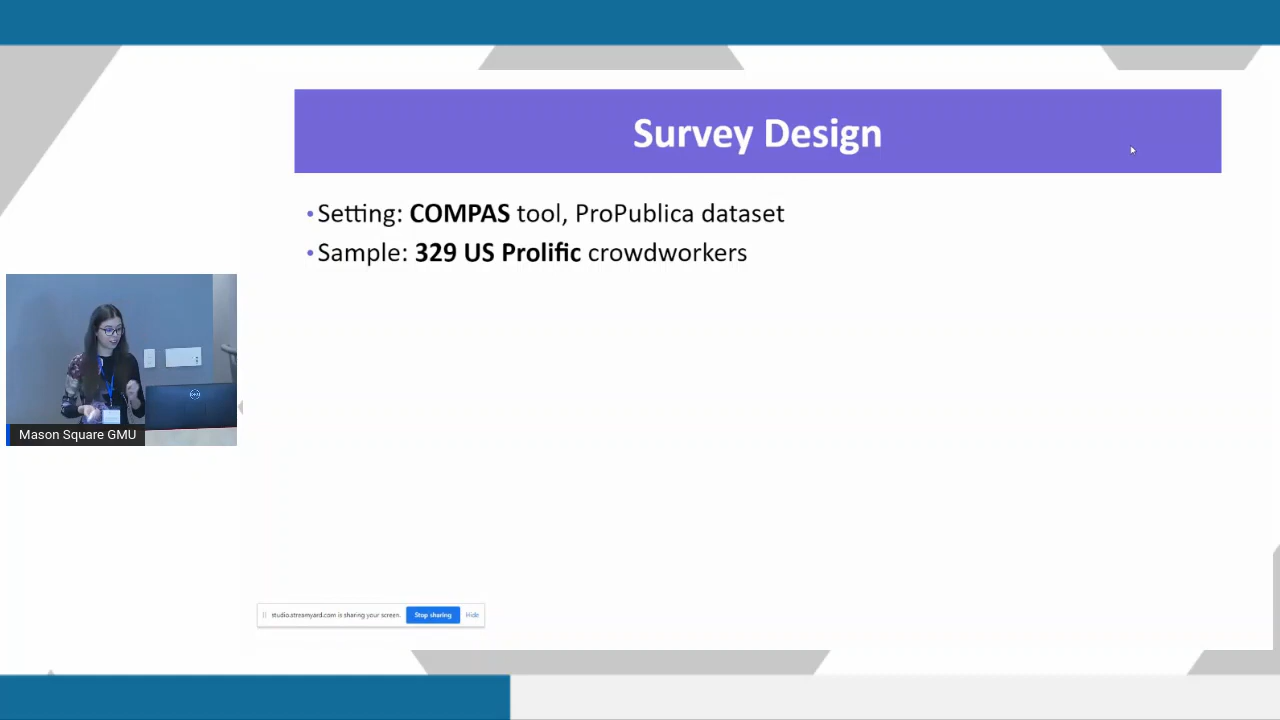 Survey Design
• Setting: COMPAS tool, ProPublica dataset
• Sample: 329 US Prolific crowdworkers
Mason Square GMU
studio.streamyard.com is sharing your screen. Stop sharing Hide